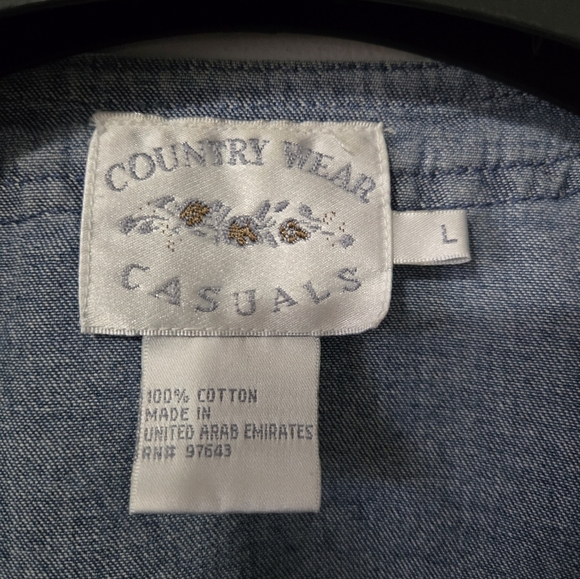 COUNTRY WEAR
CASUALS
L
100% COTTON
MADE IN
UNITED ARAB EMIRATES
RN# 97643